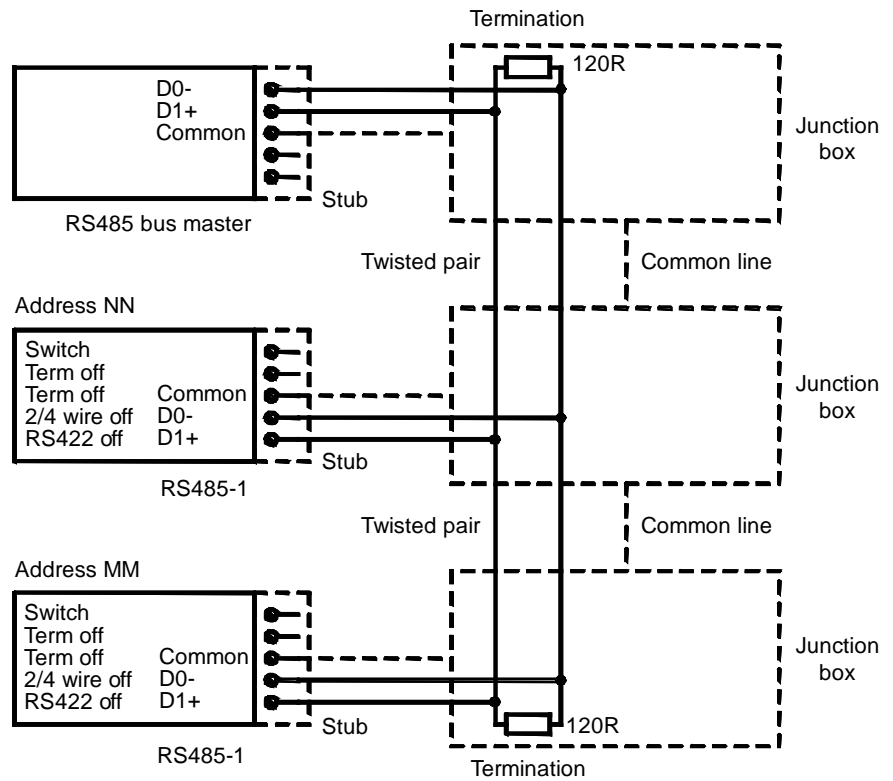 Termination
120R
D0-
D1+
Common
Junction
box
Stub
RS485 bus master
Twisted pair
Common line
Address NN
Switch
Term off
Term off Common
2/4 wire off D0-
RS422 off D1+
Junction
box
Stub
RS485-1
Twisted pair
Common line
Address MM
Switch
Term off
Term off Common
2/4 wire off D0-
RS422 off D1+
Junction
box
120R
Stub
RS485-1
Termination